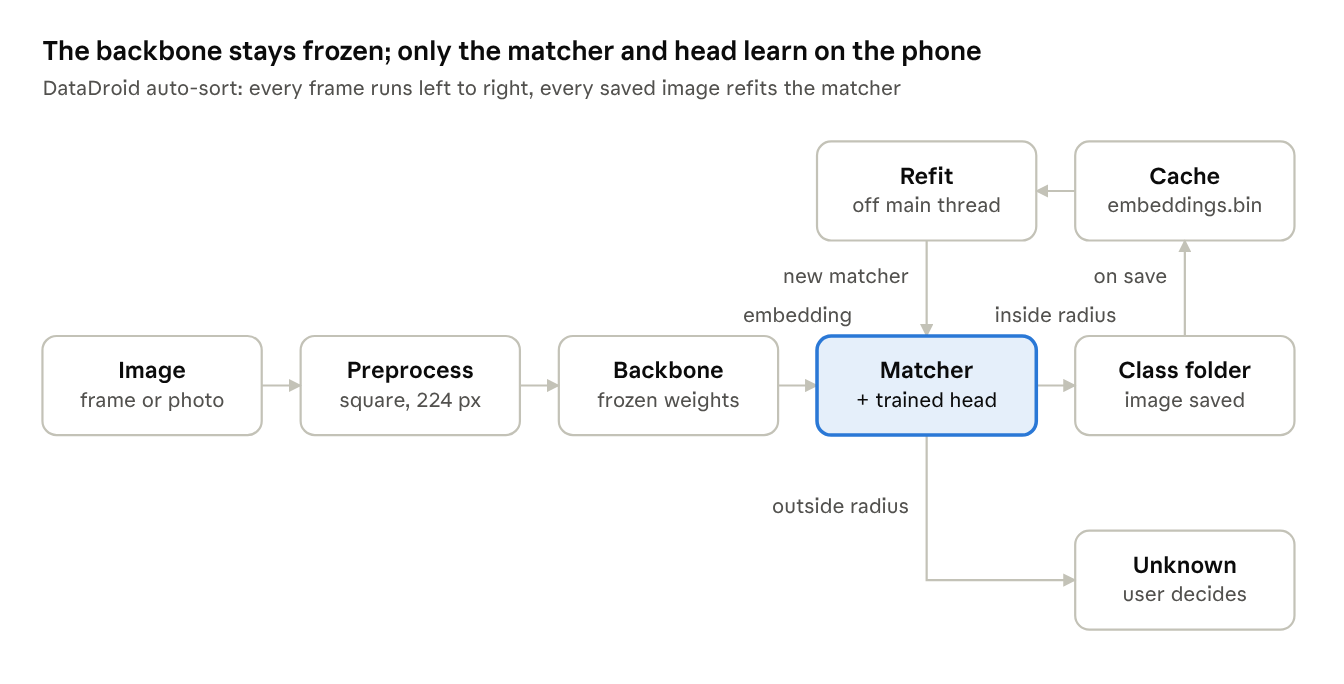 The backbone stays frozen; only the matcher and head learn on the phone
DataDroid auto-sort: every frame runs left to right, every saved image refits the matcher
Refit
off main thread
Cache
embeddings.bin
new matcher
on save
embedding
inside radius
Image
frame or photo
Preprocess
square, 224 px
Backbone
frozen weights
Matcher
+ trained head
Class folder
image saved
outside radius
Unknown
user decides